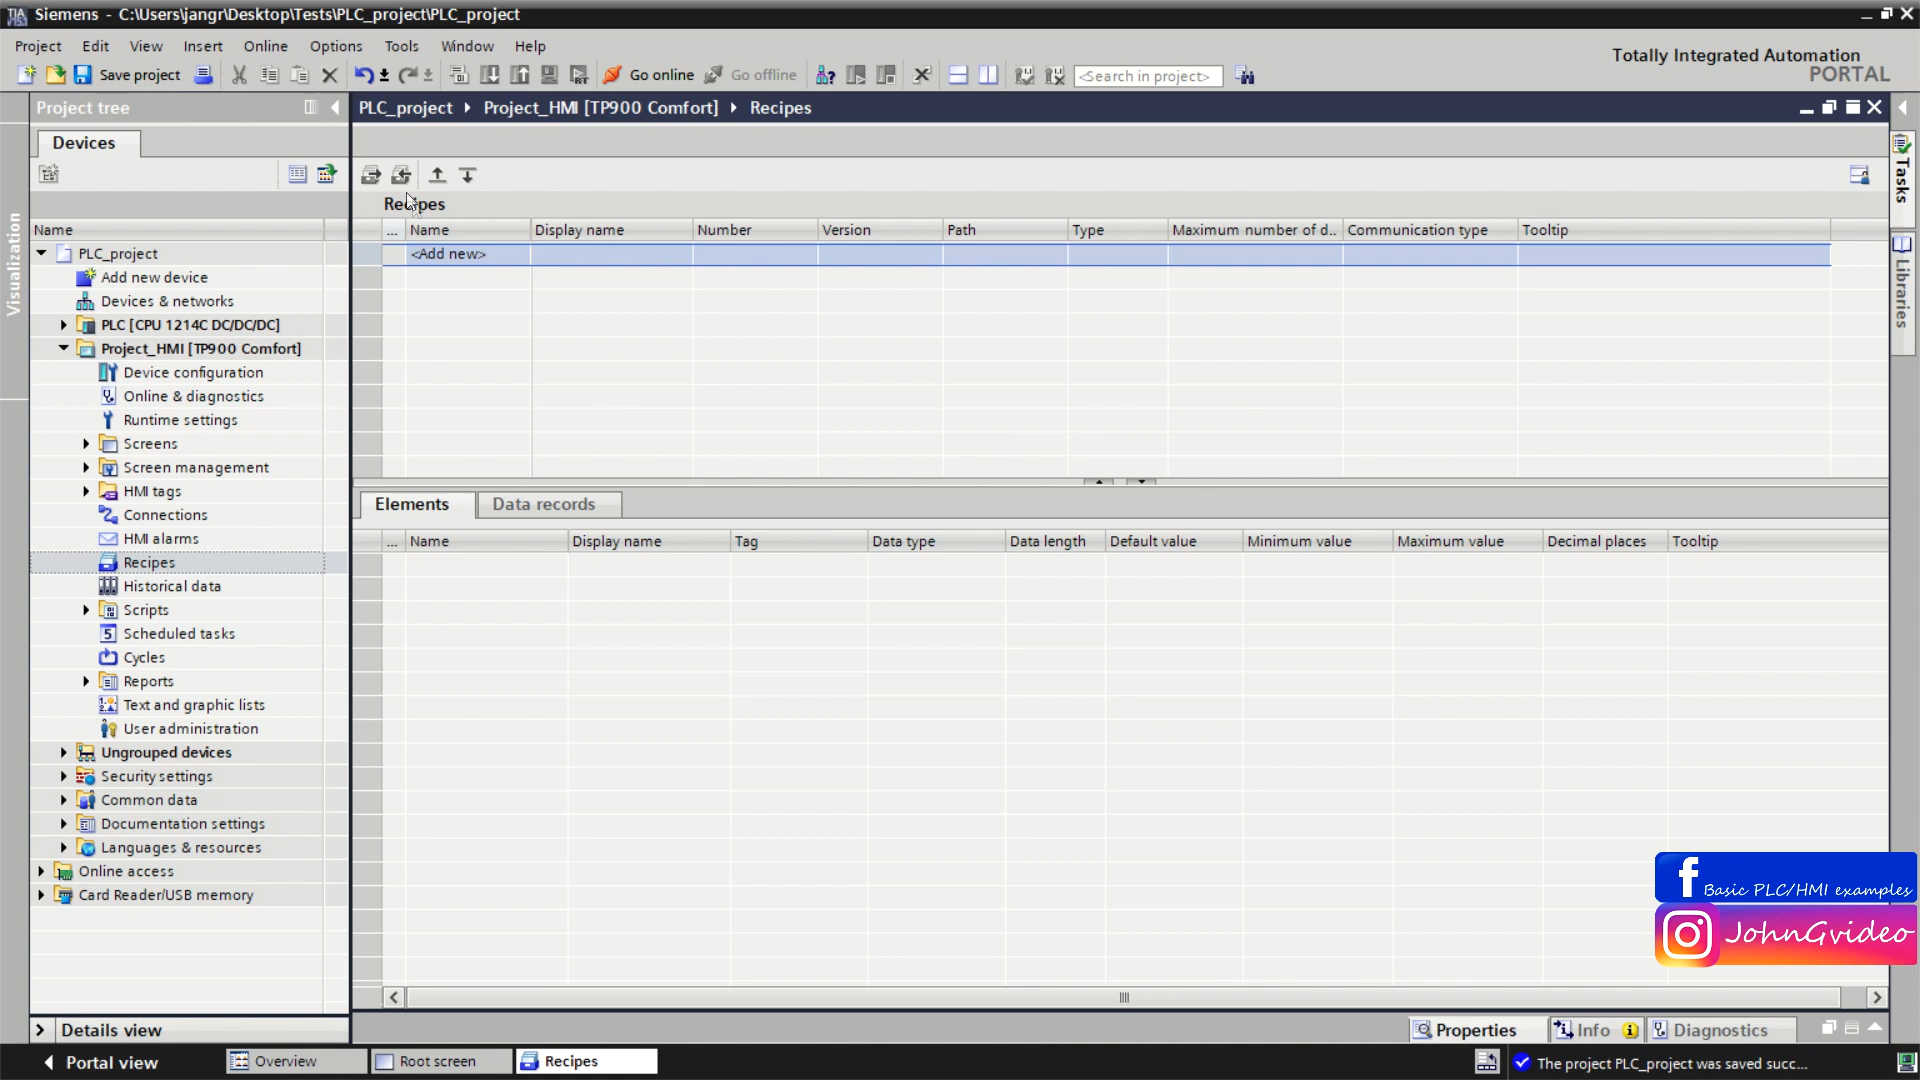 Siemens - C:\Users\jangr\Desktop\Tests\PLC_project\PLC_project
Project Edit View Insert Online Options Tools Window Help
Totally Integrated Automation
PORTAL
Save project Go online Go offline <Search in project>
Project tree
PLC_project Project_HMI [TP900 Comfort] Recipes
Devices
Tasks
Libraries
Visualization
Recipes
Name
... Name Display name Number Version Path Type Maximum number of d.. Communication type Tooltip
<Add new>
PLC_project
Add new device
Devices & networks
PLC [CPU 1214C DC/DC/DC]
Project_HMI [TP900 Comfort]
Device configuration
Online & diagnostics
Runtime settings
Screens
Screen management
HMI tags
Connections
HMI alarms
Recipes
Historical data
Scripts
Scheduled tasks
Cycles
Reports
Text and graphic lists
User administration
Ungrouped devices
Security settings
Common data
Documentation settings
Languages & resources
Online access
Card Reader/USB memory
Elements Data records
... Name Display name Tag Data type Data length Default value Minimum value Maximum value Decimal places Tooltip
Basic PLC/HMI examples
JohnGvideo
Details view
Properties Info Diagnostics
Portal view Overview Root screen Recipes The project PLC_project was saved succ...